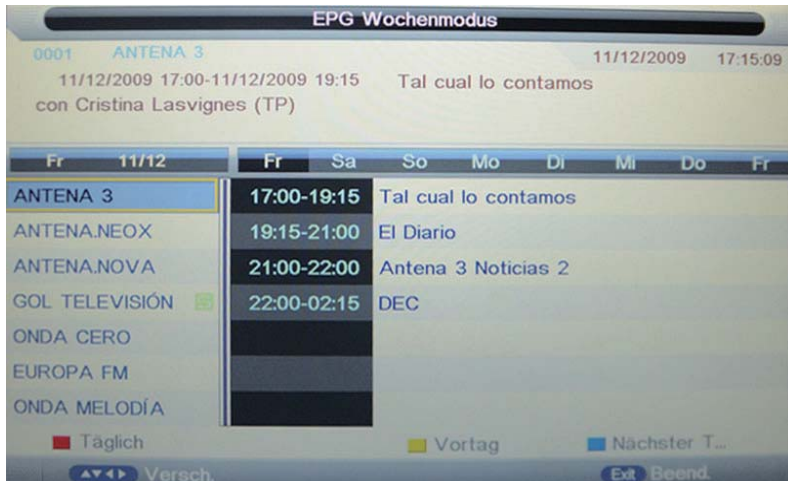 EPG Wochenmodus
0001 ANTENA 3 11/12/2009 17:15:09
11/12/2009 17:00-11/12/2009 19:15 Tal cual lo contamos
con Cristina Lasvignes (TP)
Fr 11/12 Fr Sa So Mo Di Mi Do Fr
ANTENA 3 17:00-19:15 Tal cual lo contamos
ANTENA.NEOX 19:15-21:00 El Diario
ANTENA.NOVA 21:00-22:00 Antena 3 Noticias 2
GOL TELEVISIÓN 22:00-02:15 DEC
ONDA CERO
EUROPA FM
ONDA MELODÍA
Täglich Vortag Nächster T...
Versch. Exit Beend.